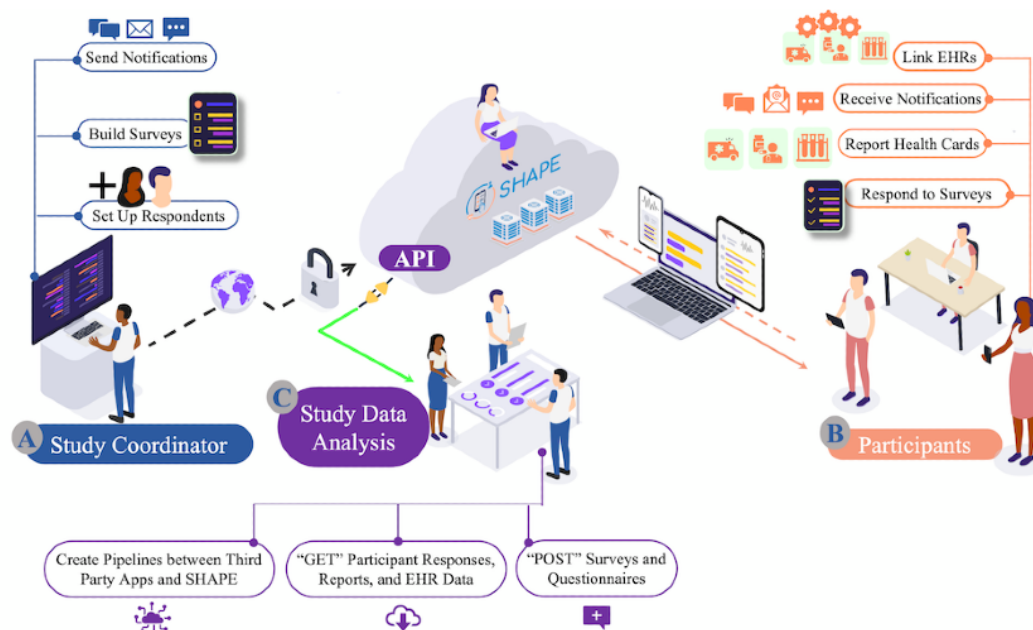 Send Notifications
Build Surveys
Set Up Respondents
A
Study Coordinator
SHAPE
API
C
Study Data
Analysis
Link EHRs
Receive Notifications
Report Health Cards
Respond to Surveys
B
Participants
Create Pipelines between Third
Party Apps and SHAPE
“GET” Participant Responses,
Reports, and EHR Data
“POST” Surveys and
Questionnaires